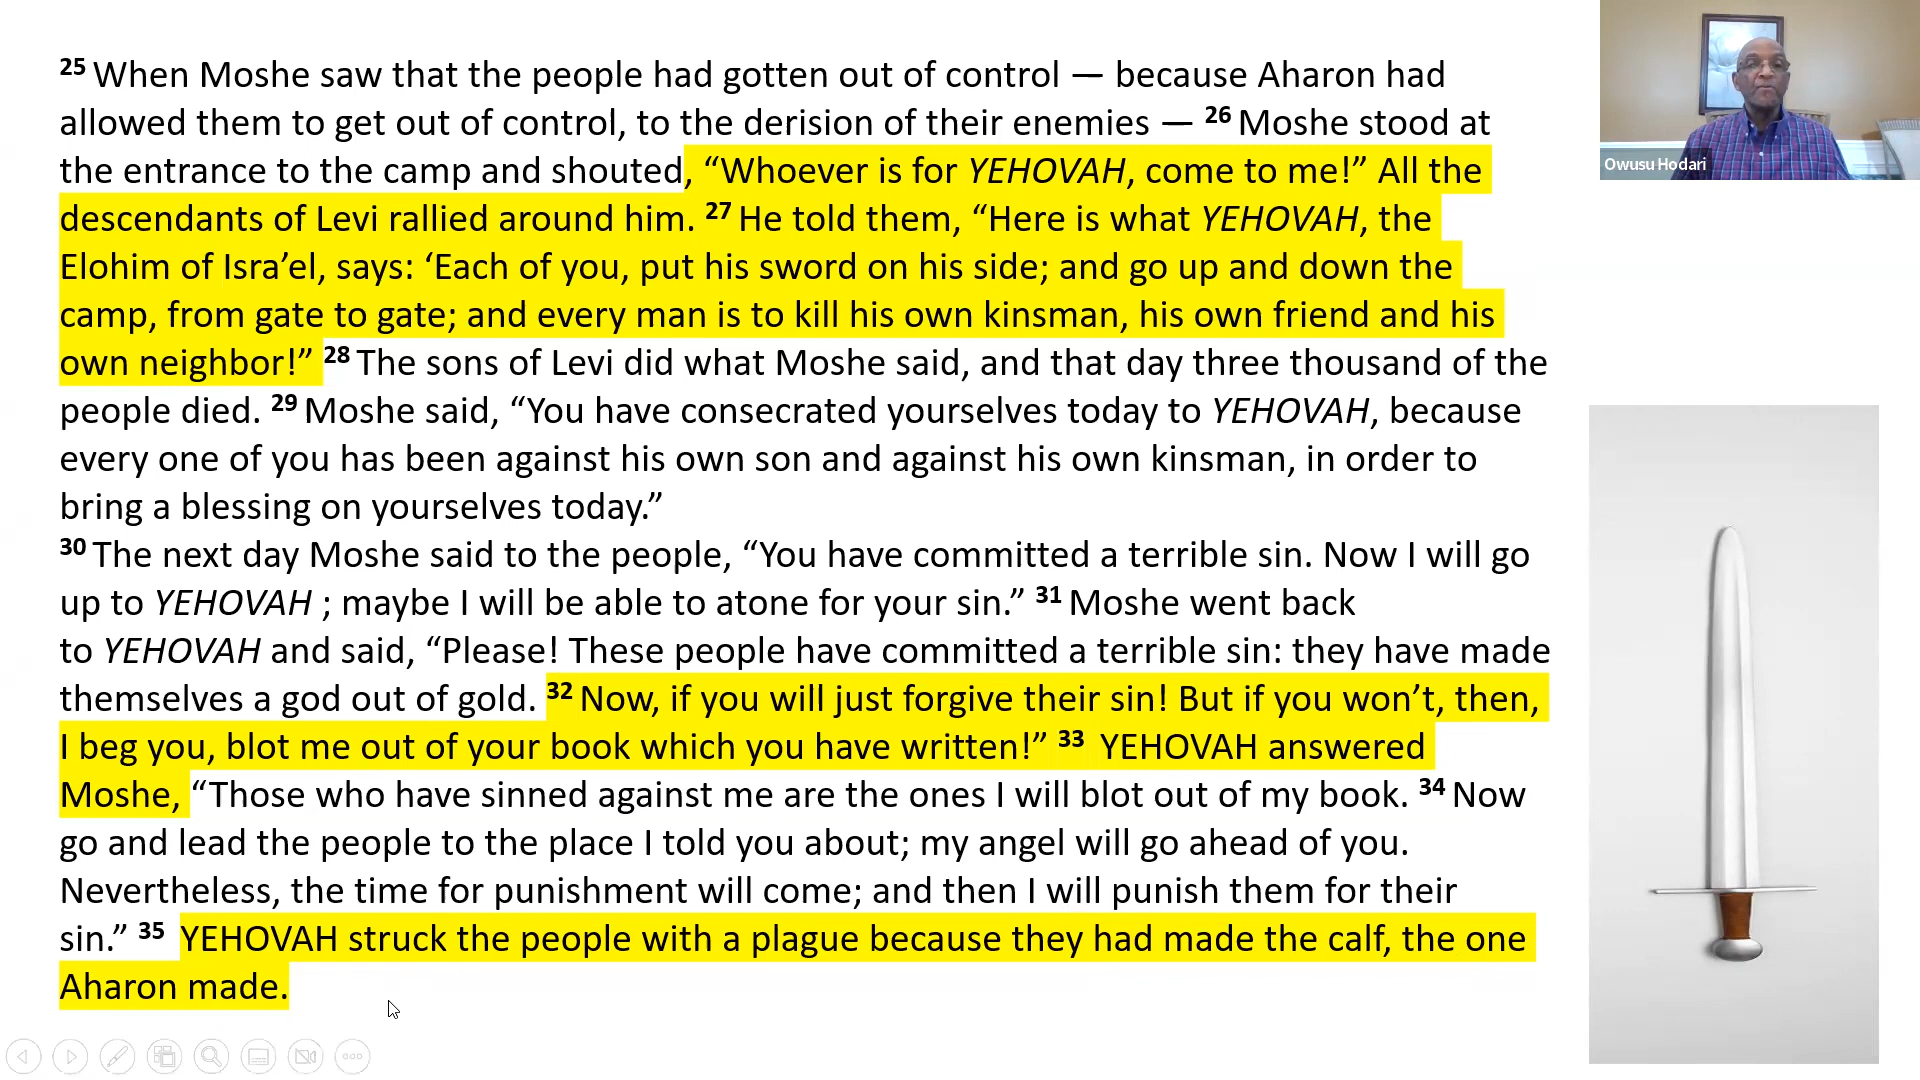 25 When Moshe saw that the people had gotten out of control — because Aharon had
allowed them to get out of control, to the derision of their enemies — 26 Moshe stood at
the entrance to the camp and shouted, “Whoever is for YEHOVAH, come to me!” All the
descendants of Levi rallied around him. 27 He told them, “Here is what YEHOVAH, the
Elohim of Isra’el, says: ‘Each of you, put his sword on his side; and go up and down the
camp, from gate to gate; and every man is to kill his own kinsman, his own friend and his
own neighbor!” 28 The sons of Levi did what Moshe said, and that day three thousand of the
people died. 29 Moshe said, “You have consecrated yourselves today to YEHOVAH, because
every one of you has been against his own son and against his own kinsman, in order to
bring a blessing on yourselves today.”
30 The next day Moshe said to the people, “You have committed a terrible sin. Now I will go
up to YEHOVAH ; maybe I will be able to atone for your sin.” 31 Moshe went back
to YEHOVAH and said, “Please! These people have committed a terrible sin: they have made
themselves a god out of gold. 32 Now, if you will just forgive their sin! But if you won’t, then,
I beg you, blot me out of your book which you have written!” 33 YEHOVAH answered
Moshe, “Those who have sinned against me are the ones I will blot out of my book. 34 Now
go and lead the people to the place I told you about; my angel will go ahead of you.
Nevertheless, the time for punishment will come; and then I will punish them for their
sin.” 35 YEHOVAH struck the people with a plague because they had made the calf, the one
Aharon made.
Owusu Hodari